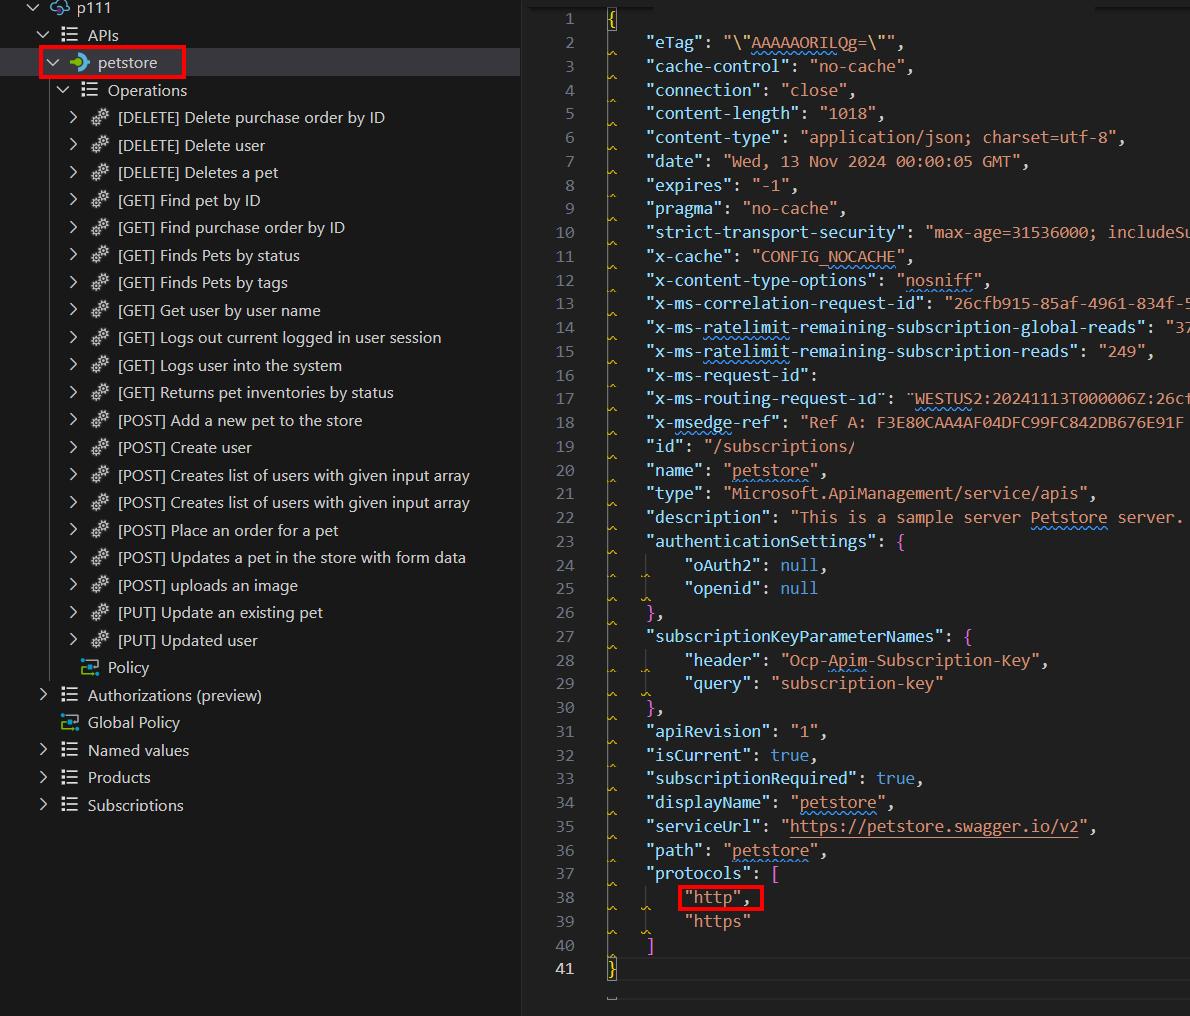 p111
APIs
petstore
Operations
[DELETE] Delete purchase order by ID
[DELETE] Delete user
[DELETE] Deletes a pet
[GET] Find pet by ID
[GET] Find purchase order by ID
[GET] Finds Pets by status
[GET] Finds Pets by tags
[GET] Get user by user name
[GET] Logs out current logged in user session
[GET] Logs user into the system
[GET] Returns pet inventories by status
[POST] Add a new pet to the store
[POST] Create user
[POST] Creates list of users with given input array
[POST] Creates list of users with given input array
[POST] Place an order for a pet
[POST] Updates a pet in the store with form data
[POST] uploads an image
[PUT] Update an existing pet
[PUT] Updated user
Policy
Authorizations (preview)
Global Policy
Named values
Products
Subscriptions
1 {
2 "eTag": "\"AAAAAAORILQg=\"",
3 "cache-control": "no-cache",
4 "connection": "close",
5 "content-length": "1018",
6 "content-type": "application/json; charset=utf-8",
7 "date": "Wed, 13 Nov 2024 00:00:05 GMT",
8 "expires": "-1",
9 "pragma": "no-cache",
10 "strict-transport-security": "max-age=31536000; includeSu
11 "x-cache": "CONFIG_NOCACHE",
12 "x-content-type-options": "nosniff",
13 "x-ms-correlation-request-id": "26cfb915-85af-4961-834f-5
14 "x-ms-ratelimit-remaining-subscription-global-reads": "37
15 "x-ms-ratelimit-remaining-subscription-reads": "249",
16 "x-ms-request-id":
17 "x-ms-routing-request-id": "WESTUS2:20241113T000006Z:26cf
18 "x-msedge-ref": "Ref A: F3E80CAA4AF04DFC99FC842DB676E91F
19 "id": "/subscriptions/
20 "name": "petstore",
21 "type": "Microsoft.ApiManagement/service/apis",
22 "description": "This is a sample server Petstore server.
23 "authenticationSettings": {
24 "oAuth2": null,
25 "openid": null
26 },
27 "subscriptionKeyParameterNames": {
28 "header": "Ocp-Apim-Subscription-Key",
29 "query": "subscription-key"
30 },
31 "apiRevision": "1",
32 "isCurrent": true,
33 "subscriptionRequired": true,
34 "displayName": "petstore",
35 "serviceUrl": "https://petstore.swagger.io/v2",
36 "path": "petstore",
37 "protocols": [
38 "http",
39 "https"
40 ]
41 }